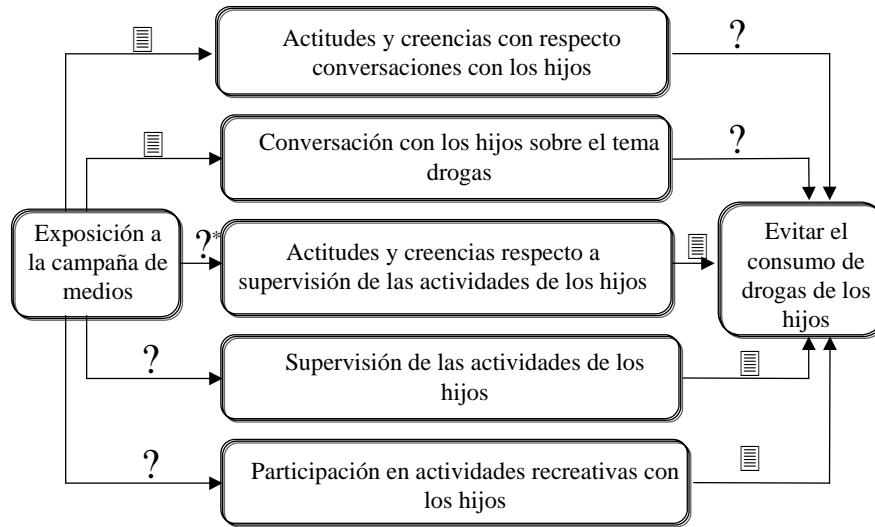 Actitudes y creencias con respecto
conversaciones con los hijos
?
Conversación con los hijos sobre el tema
drogas
?
Exposición a
la campaña de
medios
?*
Actitudes y creencias respecto a
supervisión de las actividades de los hijos
Evitar el
consumo de
drogas de los
hijos
?
Supervisión de las actividades de los
hijos
?
Participación en actividades recreativas con
los hijos